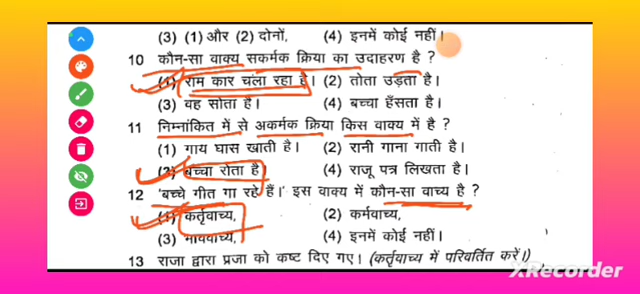 (3) (1) और (2) दोनों, (4) इनमें कोई नहीं।
10 कौन-सा वाक्य सकर्मक क्रिया का उदाहरण है ?
(1) राम कार चला रहा है। (2) तोता उड़ता है।
(3) वह सोता है। (4) बच्चा हँसता है।
11 निम्नांकित में से अकर्मक क्रिया किस वाक्य में है ?
(1) गाय घास खाती है। (2) रानी गाना गाती है।
(3) बच्चा रोता है (4) राजू पत्र लिखता है।
12 'बच्चे गीत गा रहे हैं।' इस वाक्य में कौन-सा वाच्य है ?
(1) कर्तृवाच्य, (2) कर्मवाच्य,
(3) भाववाच्य, (4) इनमें कोई नहीं।
13 राजा द्वारा प्रजा को कष्ट दिए गए। (कर्तृवाच्य में परिवर्तित करें।)
XRecorder